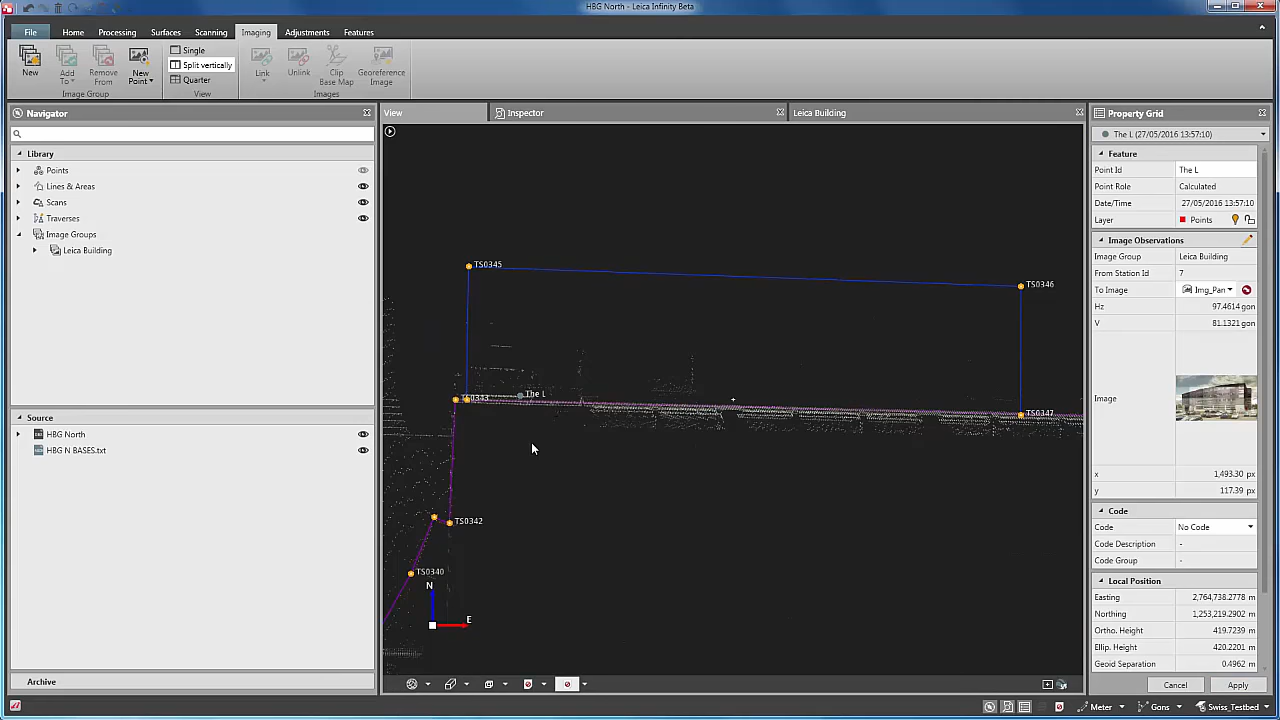 HBG North - Leica Infinity Beta
File Home Processing Surfaces Scanning Imaging Adjustments Features
New
Add To
Remove From
New Point
Image Group
Single
Split vertically
Quarter
View
Link
Unlink
Clip Base Map
Georeference Image
Images
Navigator
Library
Points
Lines & Areas
Scans
Traverses
Image Groups
Leica Building
Source
HBG North
HBG N BASES.txt
Archive
View
Inspector
Leica Building
TS0345
TS0346
The L
TS0343
TS0347
TS0342
TS0340
N
E
Property Grid
The L (27/05/2016 13:57:10)
Feature
Point Id The L
Point Role Calculated
Date/Time 27/05/2016 13:57:10
Layer Points
Image Observations
Image Group Leica Building
From Station Id 7
To Image Img_Pan
Hz 97.4614 gon
V 81.1321 gon
Image
x 1,493.30 px
y 117.39 px
Code
Code No Code
Code Description -
Code Group -
Local Position
Easting 2,764,738.2778 m
Northing 1,253,219.2902 m
Ortho. Height 419.7239 m
Ellip. Height 420.2201 m
Geoid Separation 0.4962 m
Cancel Apply
Meter Gons Swiss_Testbed